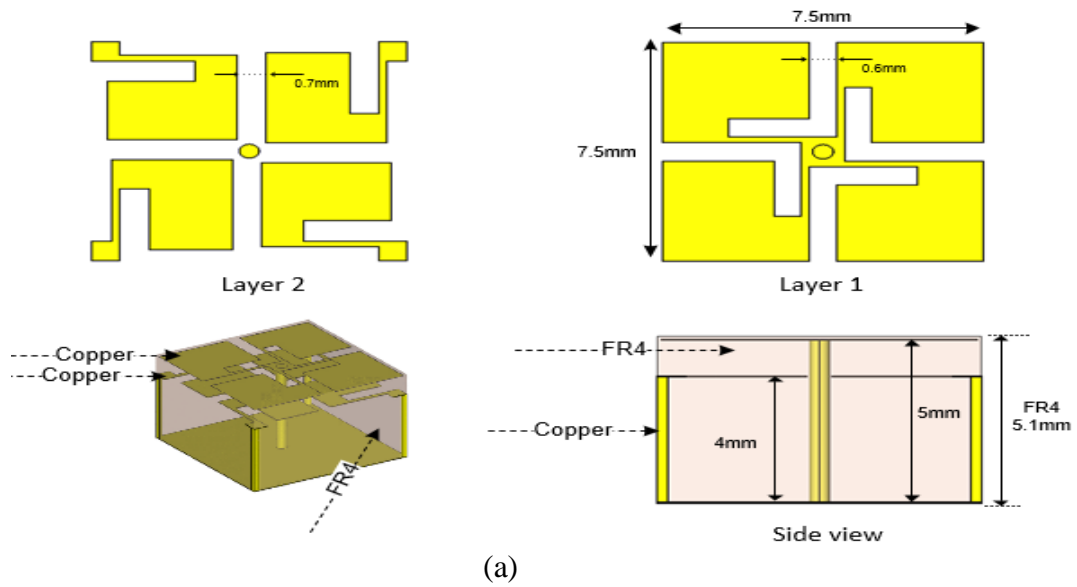 7.5mm
0.7mm
0.6mm
7.5mm
Layer 2
Layer 1
Copper
Copper
FR4
FR4
Copper
4mm
5mm
FR4
5.1mm
Side view
(a)